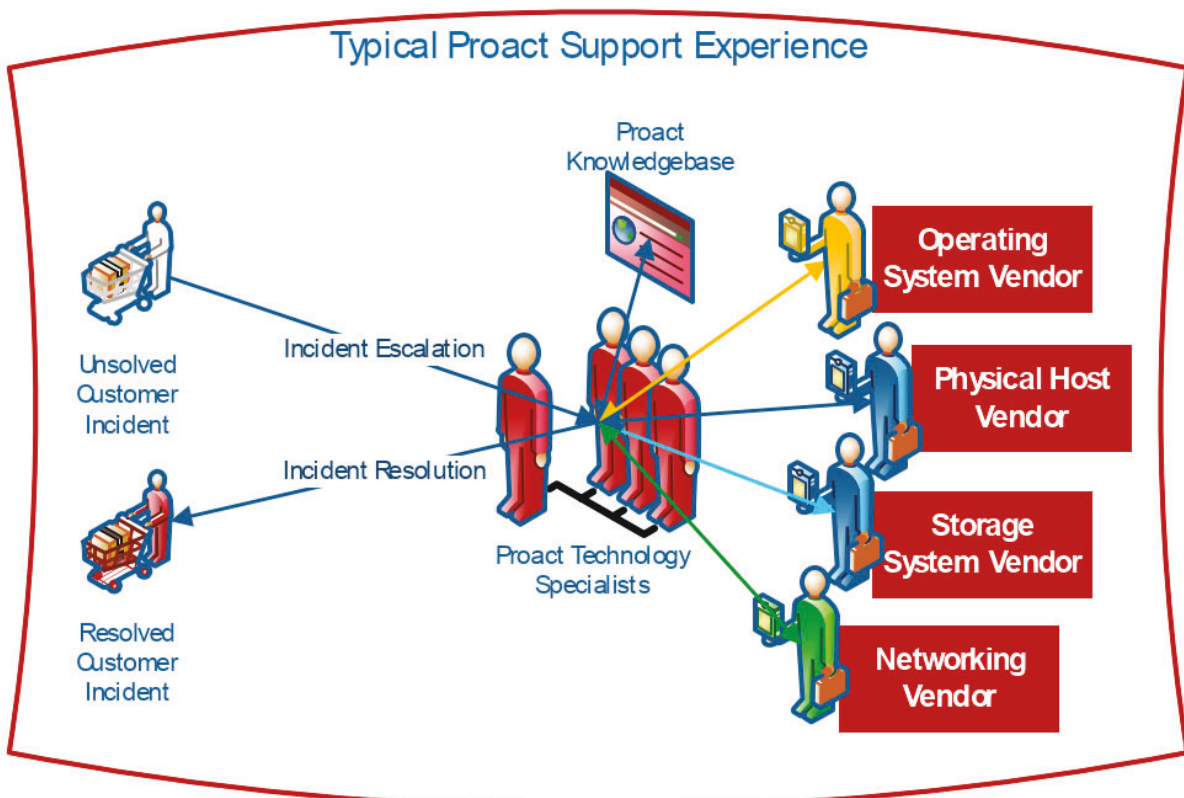 Typical Proact Support Experience
Proact
Knowledgebase
Operating
System Vendor
Incident Escalation
Unsolved
Customer
Incident
Physical Host
Vendor
Incident Resolution
Storage
System Vendor
Proact Technology
Specialists
Resolved
Customer
Incident
Networking
Vendor